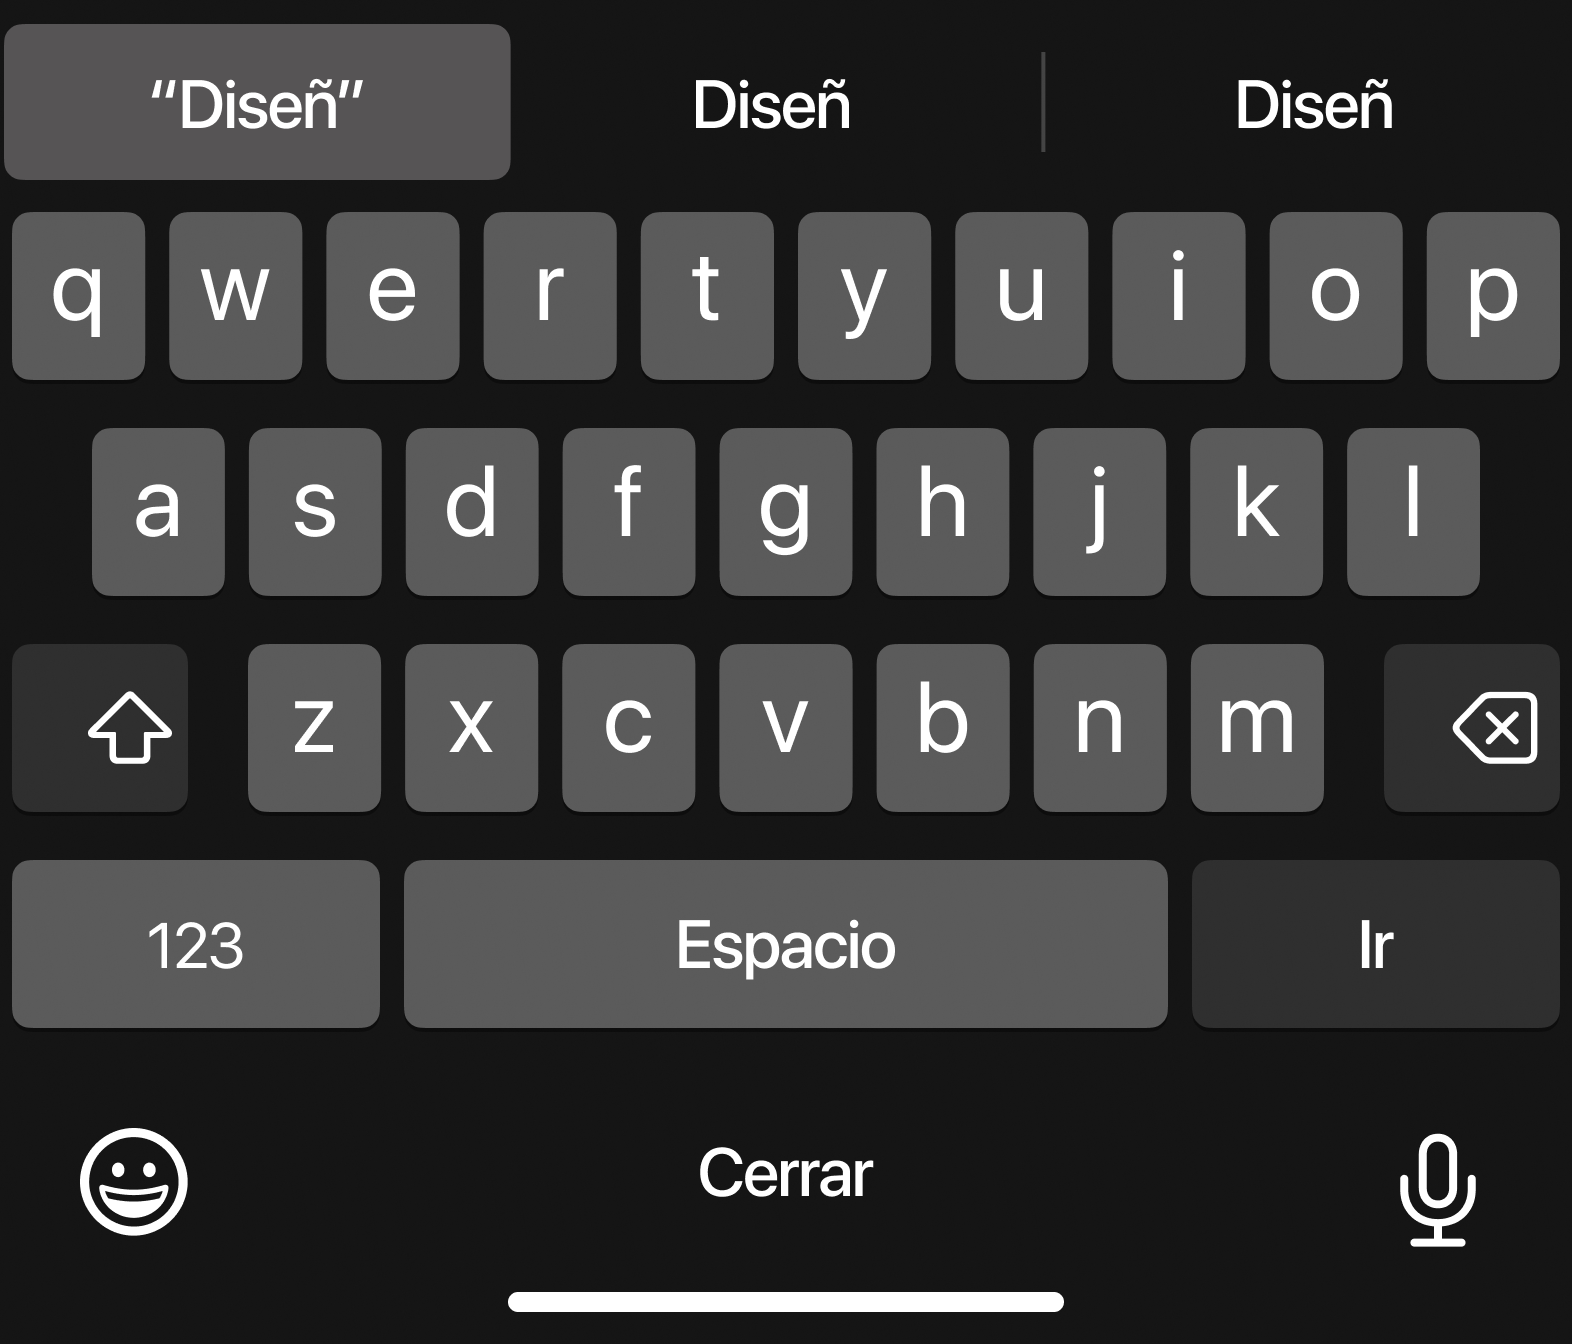 “Diseñ” Diseñ Diseñ
q w e r t y u i o p
a s d f g h j k l
z x c v b n m
123 Espacio Ir
Cerrar